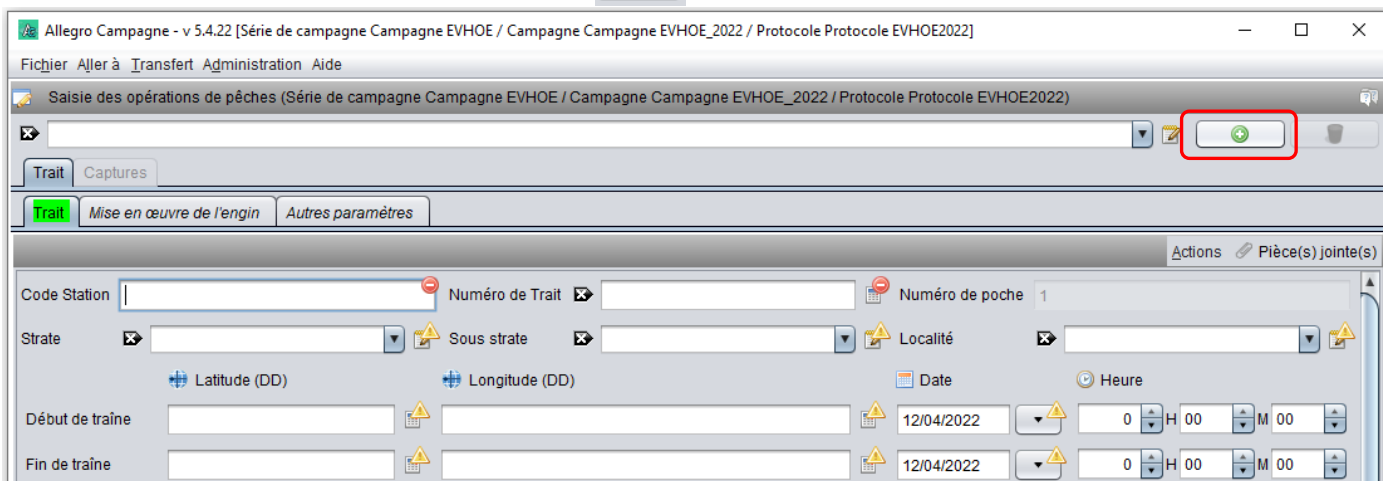 Allegro Campagne - v 5.4.22 [Série de campagne Campagne EVHOE / Campagne Campagne EVHOE_2022 / Protocole Protocole EVHOE2022]
Fichier Aller à Transfert Administration Aide
Saisie des opérations de pêches (Série de campagne Campagne EVHOE / Campagne Campagne EVHOE_2022 / Protocole Protocole EVHOE2022)
Trait Captures
Trait Mise en œuvre de l'engin Autres paramètres
Actions Pièce(s) jointe(s)
Code Station Numéro de Trait Numéro de poche 1
Strate Sous strate Localité
Latitude (DD) Longitude (DD) Date Heure
Début de traîne 12/04/2022 0 H 00 M 00
Fin de traîne 12/04/2022 0 H 00 M 00